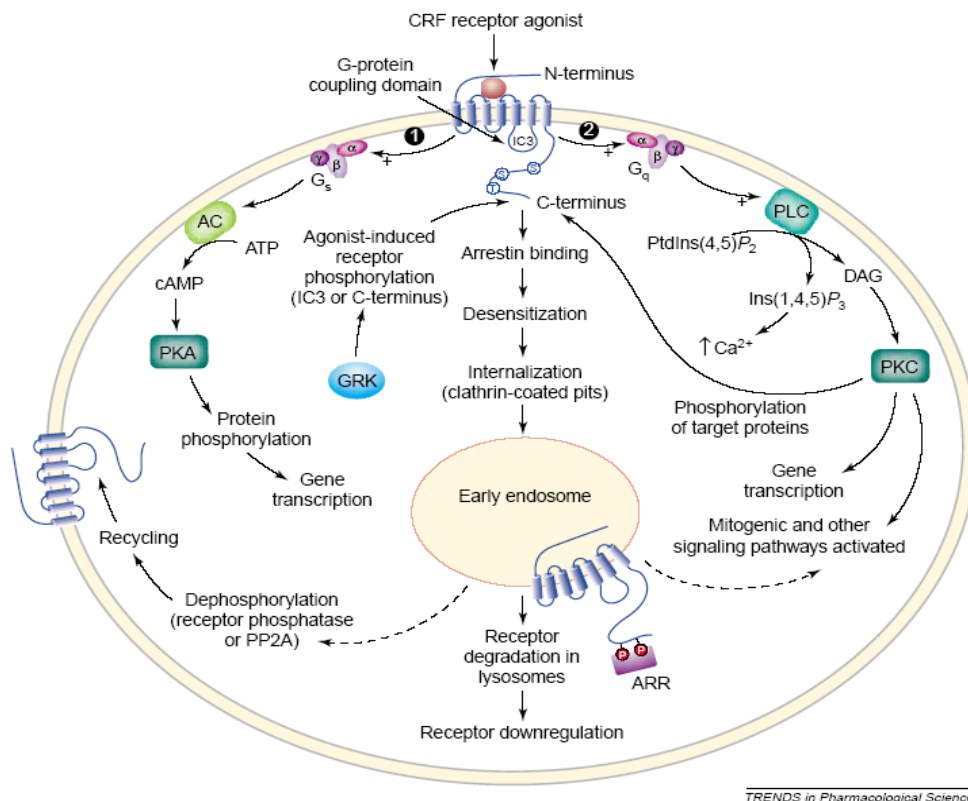 CRF receptor agonist
G-protein
coupling domain
N-terminus
IC3
1
2
+
+
α
β
γ
Gs
α
β
γ
Gq
S
S
T
C-terminus
+
PLC
AC
ATP
cAMP
PKA
Protein
phosphorylation
Gene
transcription
Agonist-induced
receptor
phosphorylation
(IC3 or C-terminus)
GRK
Arrestin binding
Desensitization
Internalization
(clathrin-coated pits)
PtdIns(4,5)P2
DAG
Ins(1,4,5)P3
↑Ca2+
PKC
Phosphorylation
of target proteins
Gene
transcription
Mitogenic and other
signaling pathways activated
Early endosome
Recycling
Dephosphorylation
(receptor phosphatase
or PP2A)
Receptor
degradation in
lysosomes
P
P
ARR
Receptor downregulation
TRENDS in Pharmacological Science